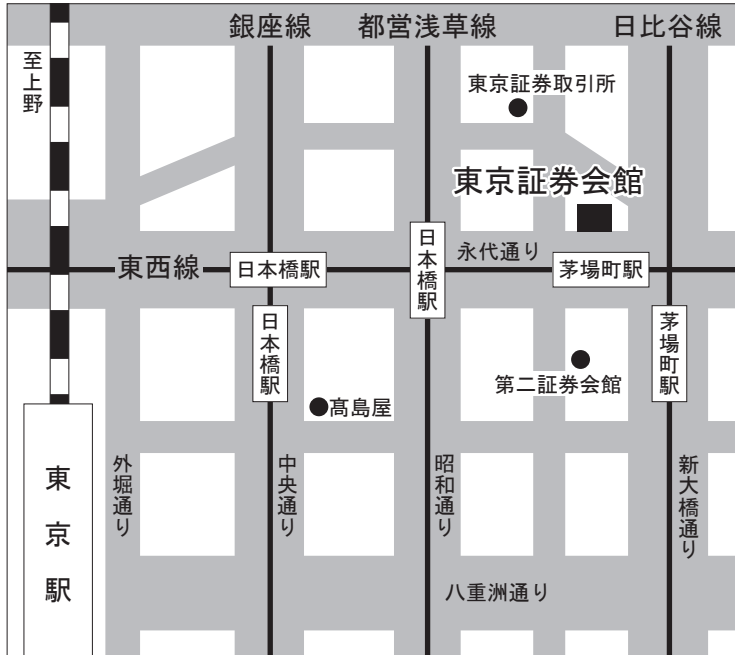 銀座線
都営浅草線
日比谷線
至上野
東京証券取引所
東京証券会館
永代通り
東西線
日本橋駅
日本橋駅
茅場町駅
日本橋駅
茅場町駅
第二証券会館
髙島屋
東京駅
外堀通り
中央通り
昭和通り
新大橋通り
八重洲通り